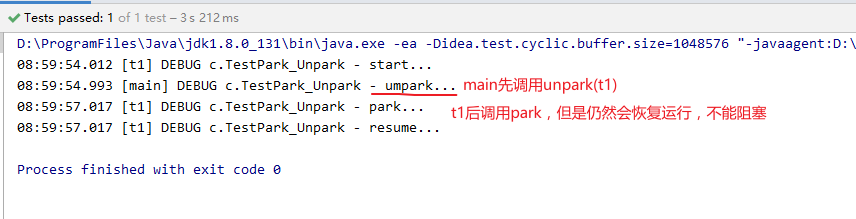 Tests passed: 1 of 1 test – 3 s 212 ms
D:\ProgramFiles\Java\jdk1.8.0_131\bin\java.exe -ea -Didea.test.cyclic.buffer.size=1048576 "-javaagent:D:\
08:59:54.012 [t1] DEBUG c.TestPark_Unpark - start...
08:59:54.993 [main] DEBUG c.TestPark_Unpark - umpark... main先调用unpark(t1)
08:59:57.017 [t1] DEBUG c.TestPark_Unpark - park... t1后调用park，但是仍然会恢复运行，不能阻塞
08:59:57.017 [t1] DEBUG c.TestPark_Unpark - resume...
Process finished with exit code 0